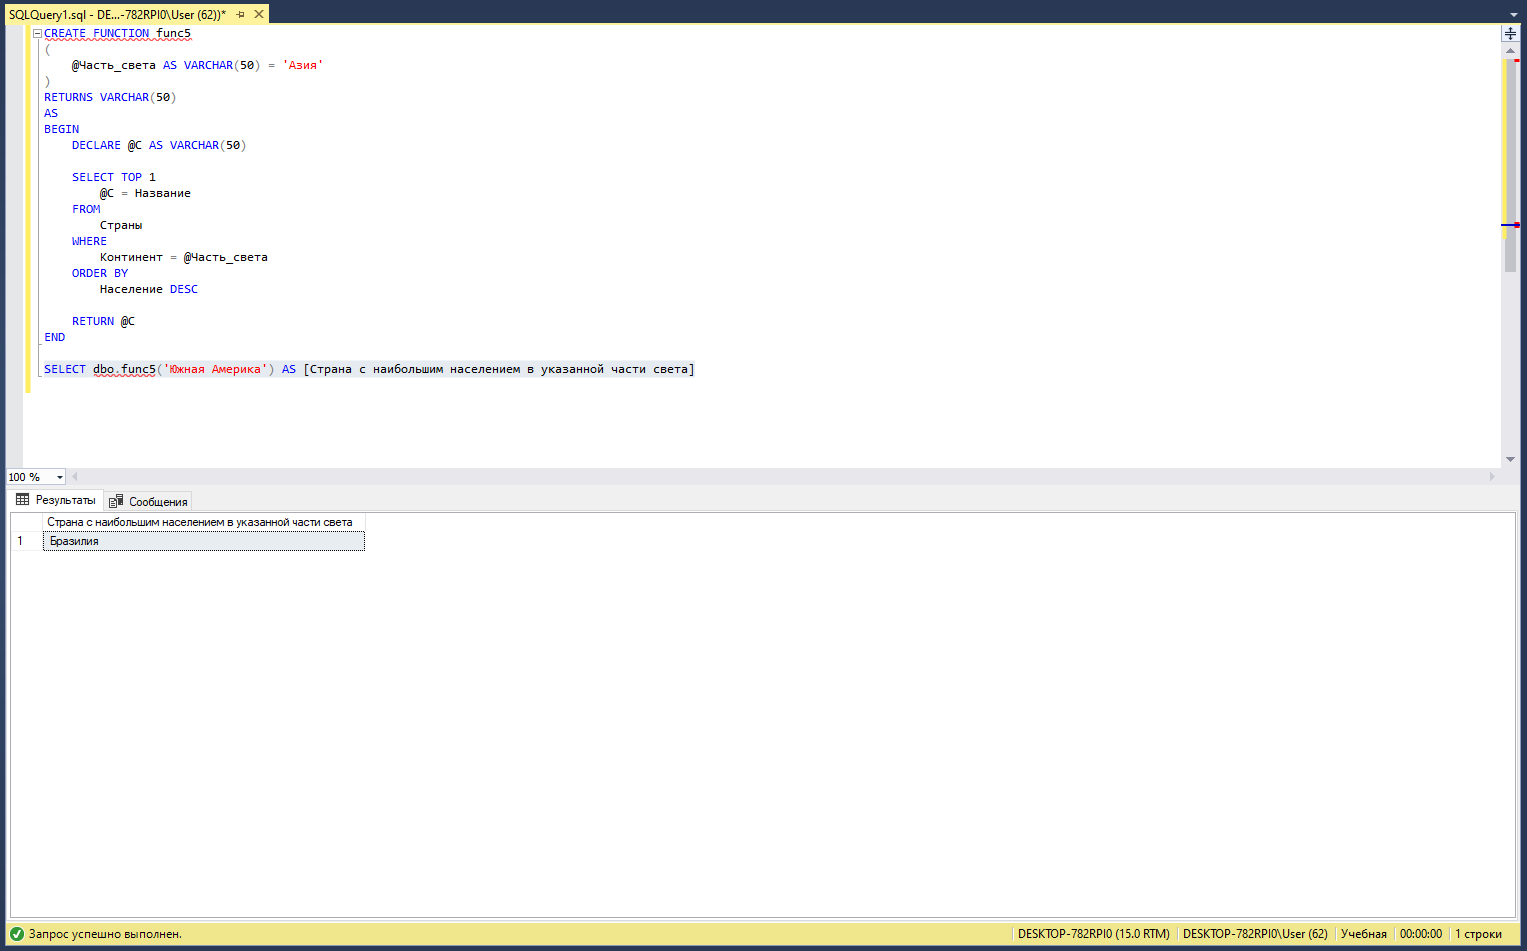 SQLQuery1.sql - DE...-782RPI0\User (62))*
CREATE FUNCTION func5
(
@Часть_света AS VARCHAR(50) = 'Азия'
)
RETURNS VARCHAR(50)
AS
BEGIN
DECLARE @C AS VARCHAR(50)
SELECT TOP 1
@C = Название
FROM
Страны
WHERE
Континент = @Часть_света
ORDER BY
Население DESC
RETURN @C
END
SELECT dbo.func5('Южная Америка') AS [Страна с наибольшим населением в указанной части света]
100 %
Результаты Сообщения
Страна с наибольшим населением в указанной части света
1 Бразилия
Запрос успешно выполнен. DESKTOP-782RPI0 (15.0 RTM) DESKTOP-782RPI0\User (62) Учебная 00:00:00 1 строки